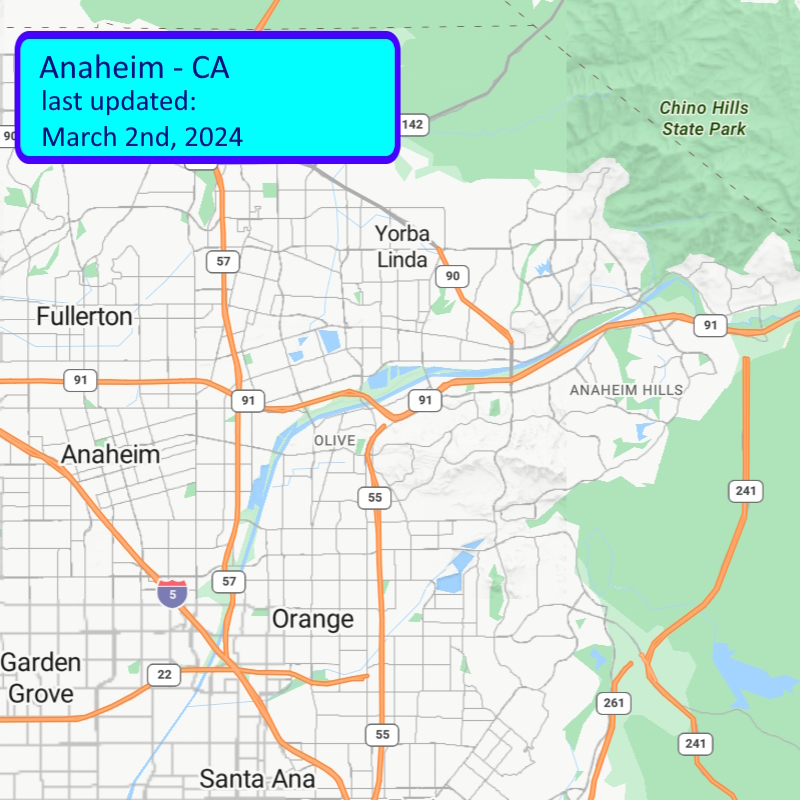 Anaheim - CA
last updated:
March 2nd, 2024
142
Chino Hills
State Park
90
Yorba
Linda
57
90
Fullerton
91
91
91
91
ANAHEIM HILLS
OLIVE
Anaheim
55
241
57
5
Orange
Garden
Grove
22
261
55
241
Santa Ana